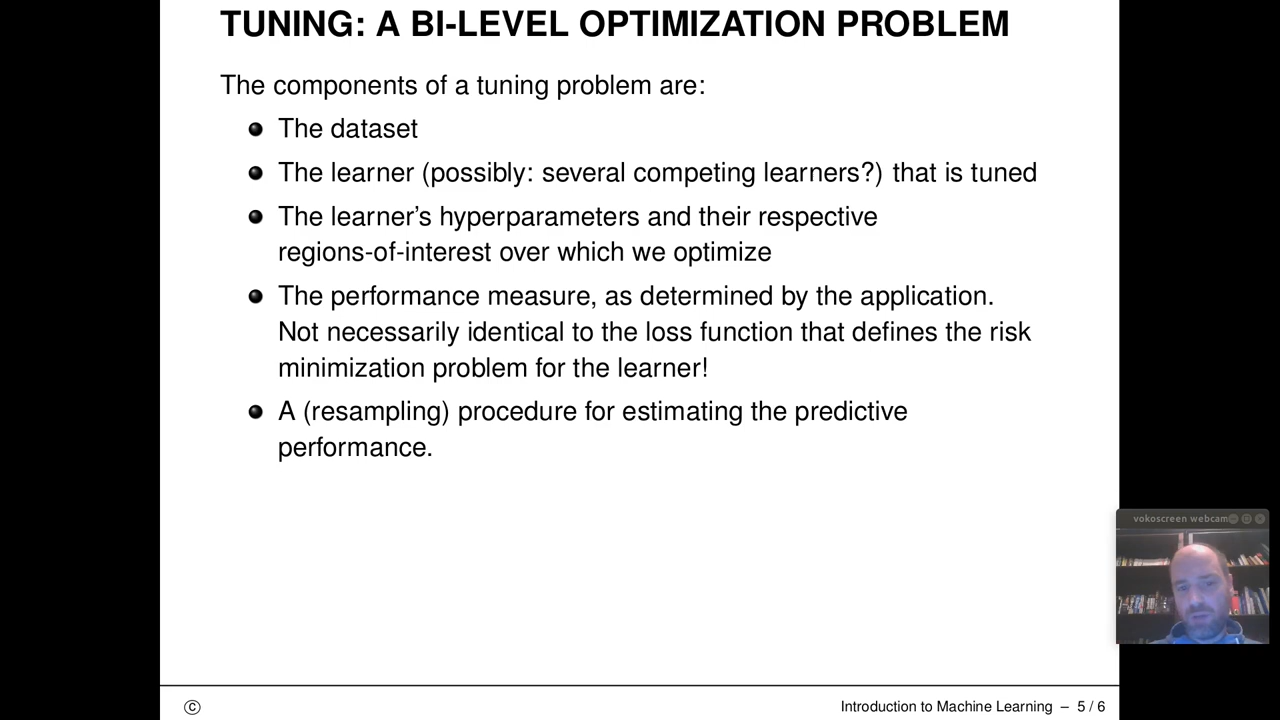 TUNING: A BI-LEVEL OPTIMIZATION PROBLEM
The components of a tuning problem are:
The dataset
The learner (possibly: several competing learners?) that is tuned
The learner’s hyperparameters and their respective
regions-of-interest over which we optimize
The performance measure, as determined by the application.
Not necessarily identical to the loss function that defines the risk
minimization problem for the learner!
A (resampling) procedure for estimating the predictive
performance.
vokoscreen webcam
©
Introduction to Machine Learning – 5 / 6